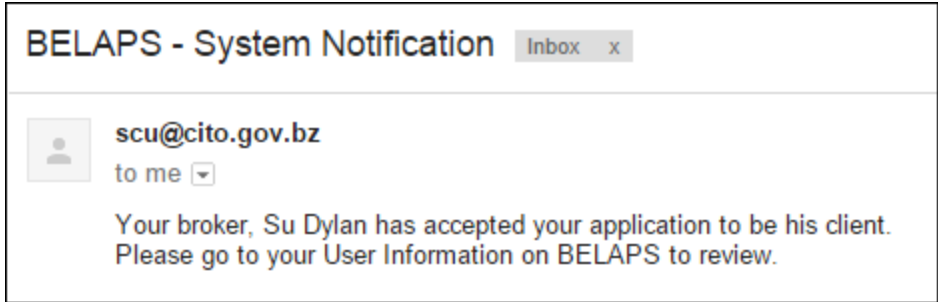 BELAPS - System Notification Inbox x
scu@cito.gov.bz
to me
Your broker, Su Dylan has accepted your application to be his client.
Please go to your User Information on BELAPS to review.